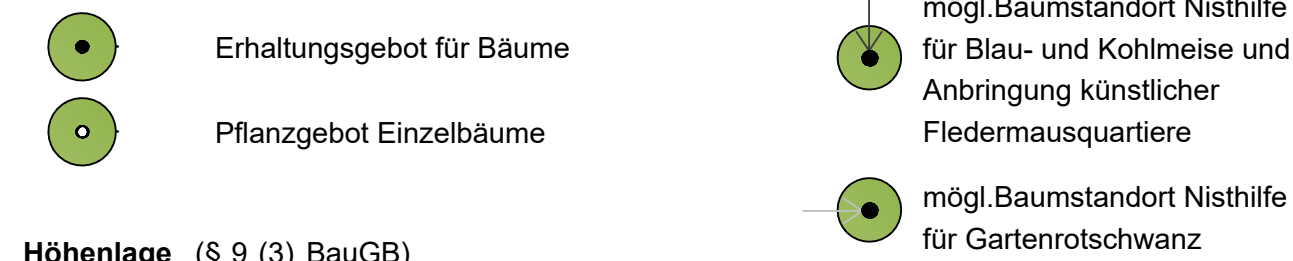 Erhaltungsgebot für Bäume
Pflanzgebot Einzelbäume
Höhenlage (§ 9 (3) BauGB)
mögl.Baumstandort Nisthilfe
für Blau- und Kohlmeise und
Anbringung künstlicher
Fledermausquartiere
mögl.Baumstandort Nisthilfe
für Gartenrotschwanz